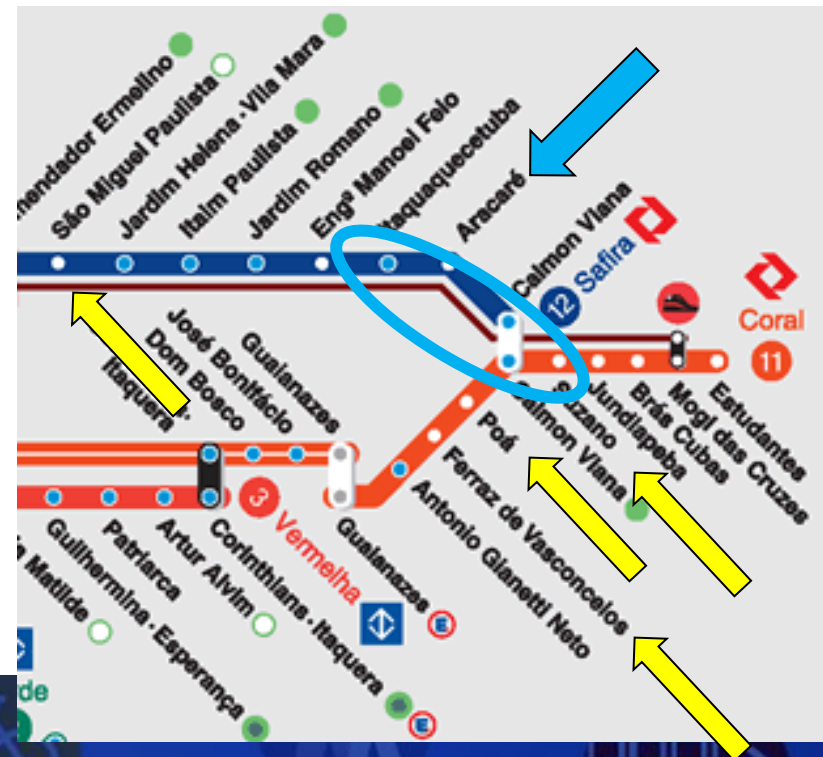 mendador Ermelino
São Miguel Paulista
Jardim Helena · Vila Mara
Itaim Paulista
Jardim Romano
Engº Manoel Feio
Itaquaquecetuba
Aracaré
Calmon Viana
12 Safira
Coral
11
Itaquera
Dom Bosco
José Bonifácio
Guaianazes
Calmon Viana
Suzano
Jundiapeba
Brás Cubas
Mogi das Cruzes
Estudantes
Poá
Ferraz de Vasconcelos
Antonio Gianetti Neto
Guaianazes
E
3 Vermelha
Corinthians · Itaquera
E
Artur Alvim
Patriarca
Guilhermina · Esperança
Matilde
de